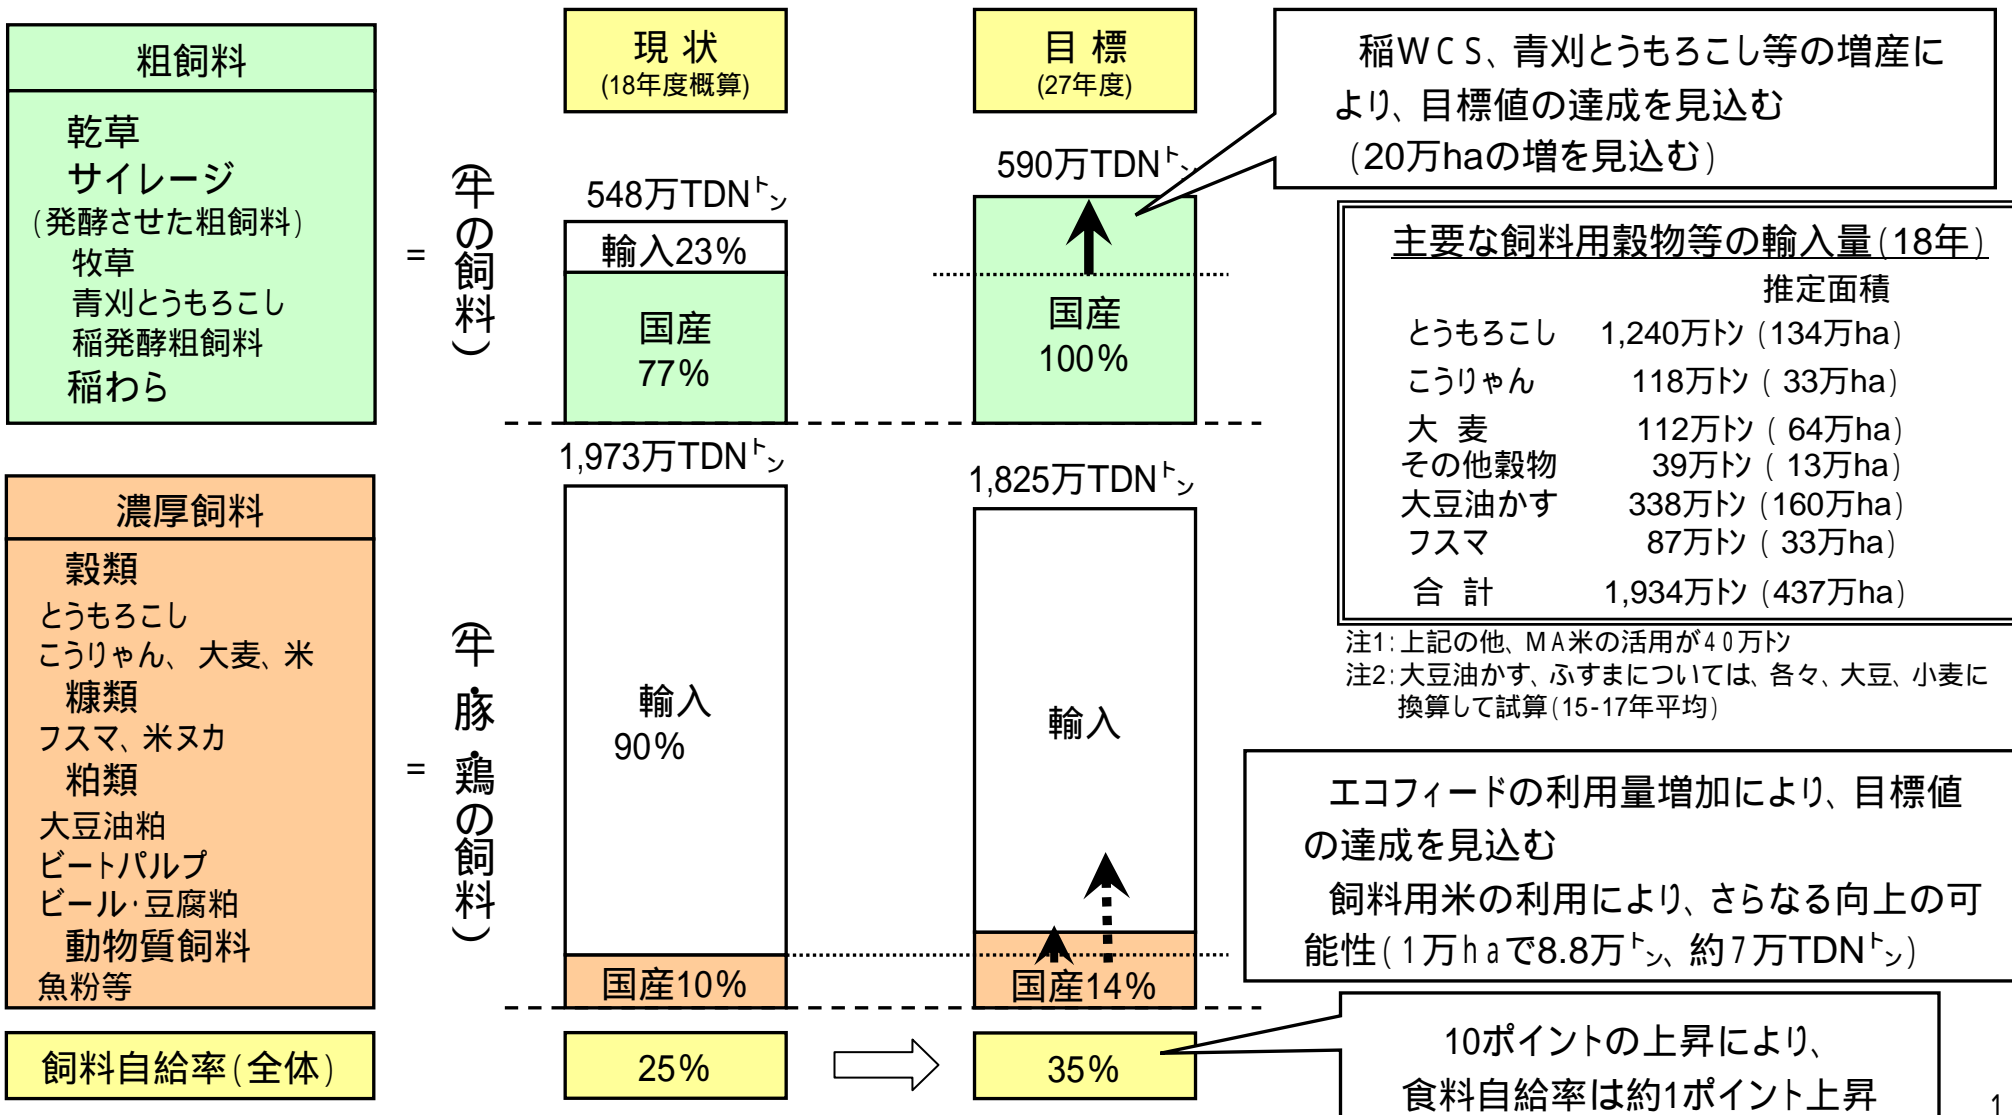 粗飼料
乾草
サイレージ
(発酵させた粗飼料)
牧草
青刈とうもろこし
稲発酵粗飼料
稲わら
=
(牛の飼料)
現 状
(18年度概算)
548万TDNトン
輸入23%
国産
77%
目 標
(27年度)
590万TDNトン
国産
100%
稲WCS、青刈とうもろこし等の増産に
より、目標値の達成を見込む
(20万haの増を見込む)
主要な飼料用穀物等の輸入量(18年)
推定面積
とうもろこし 1,240万トン (134万ha)
こうりゃん 118万トン ( 33万ha)
大 麦 112万トン ( 64万ha)
その他穀物 39万トン ( 13万ha)
大豆油かす 338万トン (160万ha)
フスマ 87万トン ( 33万ha)
合 計 1,934万トン (437万ha)
注1:上記の他、MA米の活用が40万トン
注2:大豆油かす、ふすまについては、各々、大豆、小麦に
換算して試算(15-17年平均)
濃厚飼料
穀類
とうもろこし
こうりゃん、大麦、米
糠類
フスマ、米ヌカ
粕類
大豆油粕
ビートパルプ
ビール・豆腐粕
動物質飼料
魚粉等
=
(牛・豚・鶏の飼料)
1,973万TDNトン
輸入
90%
国産10%
1,825万TDNトン
輸入
国産14%
エコフィードの利用量増加により、目標値
の達成を見込む
飼料用米の利用により、さらなる向上の可
能性(1万haで8.8万トン、約7万TDNトン)
飼料自給率(全体)
25%
35%
10ポイントの上昇により、
食料自給率は約1ポイント上昇
1